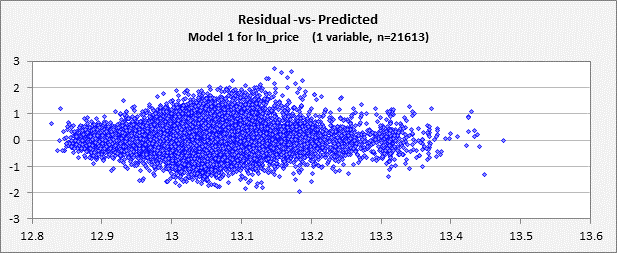 Residual -vs- Predicted
Model 1 for ln_price    (1 variable, n=21613)
3
2
1
0
-1
-2
-3
12.8 12.9 13 13.1 13.2 13.3 13.4 13.5 13.6